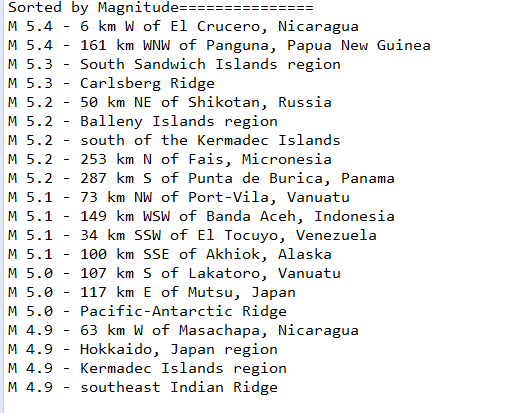 Sorted by Magnitude===============
M 5.4 - 6 km W of El Crucero, Nicaragua
M 5.4 - 161 km WNW of Panguna, Papua New Guinea
M 5.3 - South Sandwich Islands region
M 5.3 - Carlsberg Ridge
M 5.2 - 50 km NE of Shikotan, Russia
M 5.2 - Balleny Islands region
M 5.2 - south of the Kermadec Islands
M 5.2 - 253 km N of Fais, Micronesia
M 5.2 - 287 km S of Punta de Burica, Panama
M 5.1 - 73 km NW of Port-Vila, Vanuatu
M 5.1 - 149 km WSW of Banda Aceh, Indonesia
M 5.1 - 34 km SSW of El Tocuyo, Venezuela
M 5.1 - 100 km SSE of Akhiok, Alaska
M 5.0 - 107 km S of Lakatoro, Vanuatu
M 5.0 - 117 km E of Mutsu, Japan
M 5.0 - Pacific-Antarctic Ridge
M 4.9 - 63 km W of Masachapa, Nicaragua
M 4.9 - Hokkaido, Japan region
M 4.9 - Kermadec Islands region
M 4.9 - southeast Indian Ridge